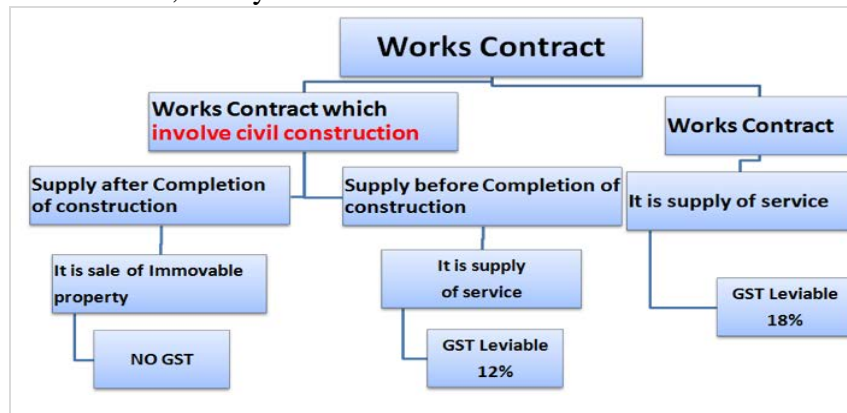 Works Contract
Works Contract which
involve civil construction
Works Contract
Supply after Completion
of construction
Supply before Completion of
construction
It is supply of service
It is sale of Immovable
property
It is supply
of service
GST Leviable
18%
NO GST
GST Leviable
12%